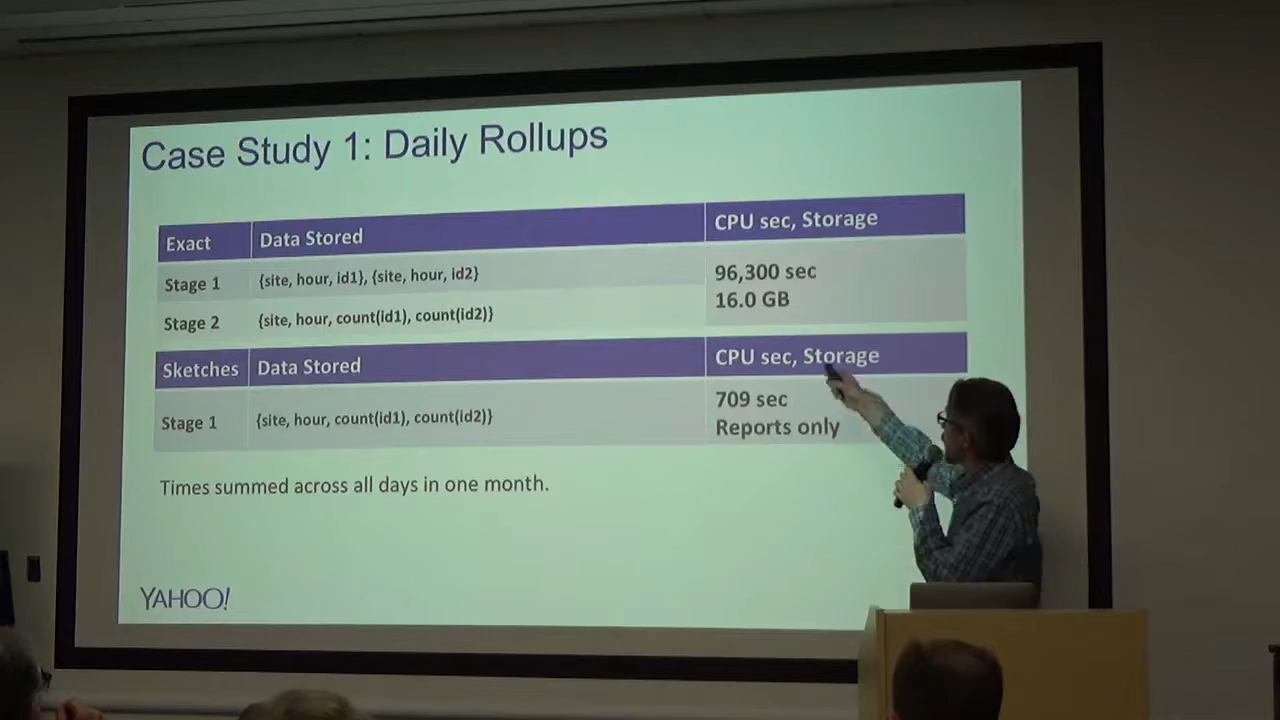 Case Study 1: Daily Rollups
Exact Data Stored CPU sec, Storage
Stage 1 {site, hour, id1}, {site, hour, id2}
96,300 sec
16.0 GB
Stage 2 {site, hour, count(id1), count(id2)}
Sketches Data Stored CPU sec, Storage
Stage 1 {site, hour, count(id1), count(id2)}
709 sec
Reports only
Times summed across all days in one month.
YAHOO!